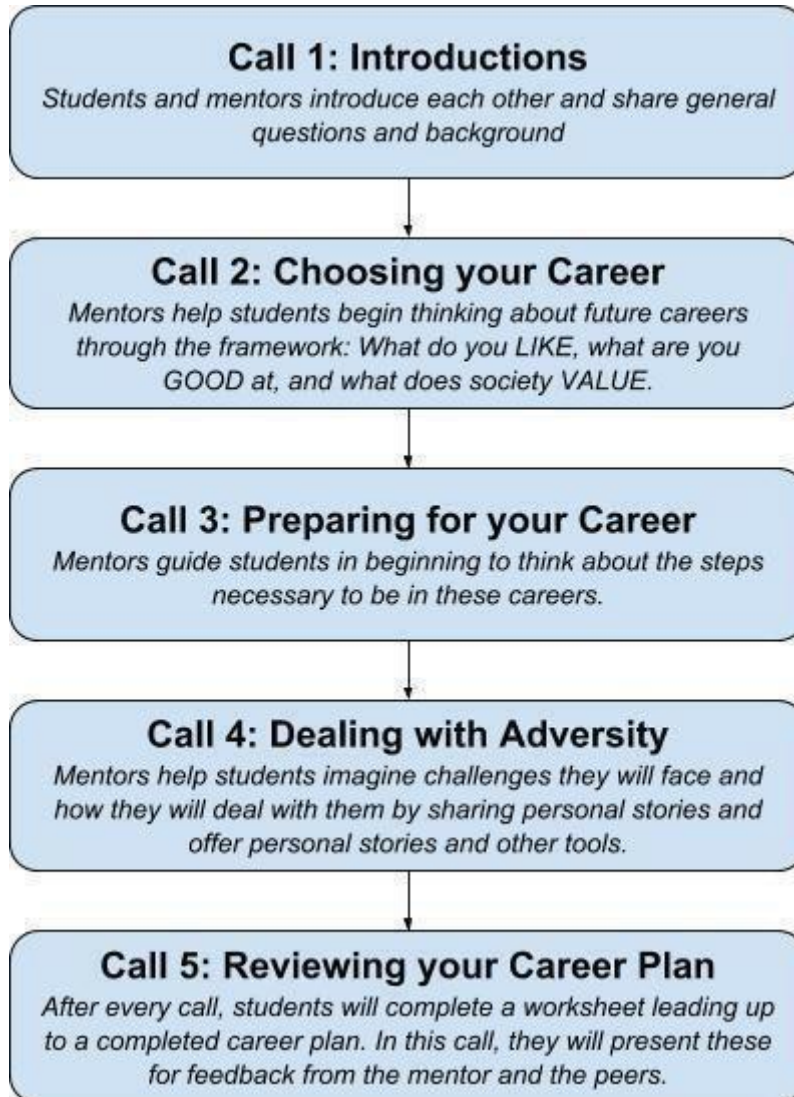 Call 1: Introductions
Students and mentors introduce each other and share general
questions and background
Call 2: Choosing your Career
Mentors help students begin thinking about future careers
through the framework: What do you LIKE, what are you
GOOD at, and what does society VALUE.
Call 3: Preparing for your Career
Mentors guide students in beginning to think about the steps
necessary to be in these careers.
Call 4: Dealing with Adversity
Mentors help students imagine challenges they will face and
how they will deal with them by sharing personal stories and
offer personal stories and other tools.
Call 5: Reviewing your Career Plan
After every call, students will complete a worksheet leading up
to a completed career plan. In this call, they will present these
for feedback from the mentor and the peers.